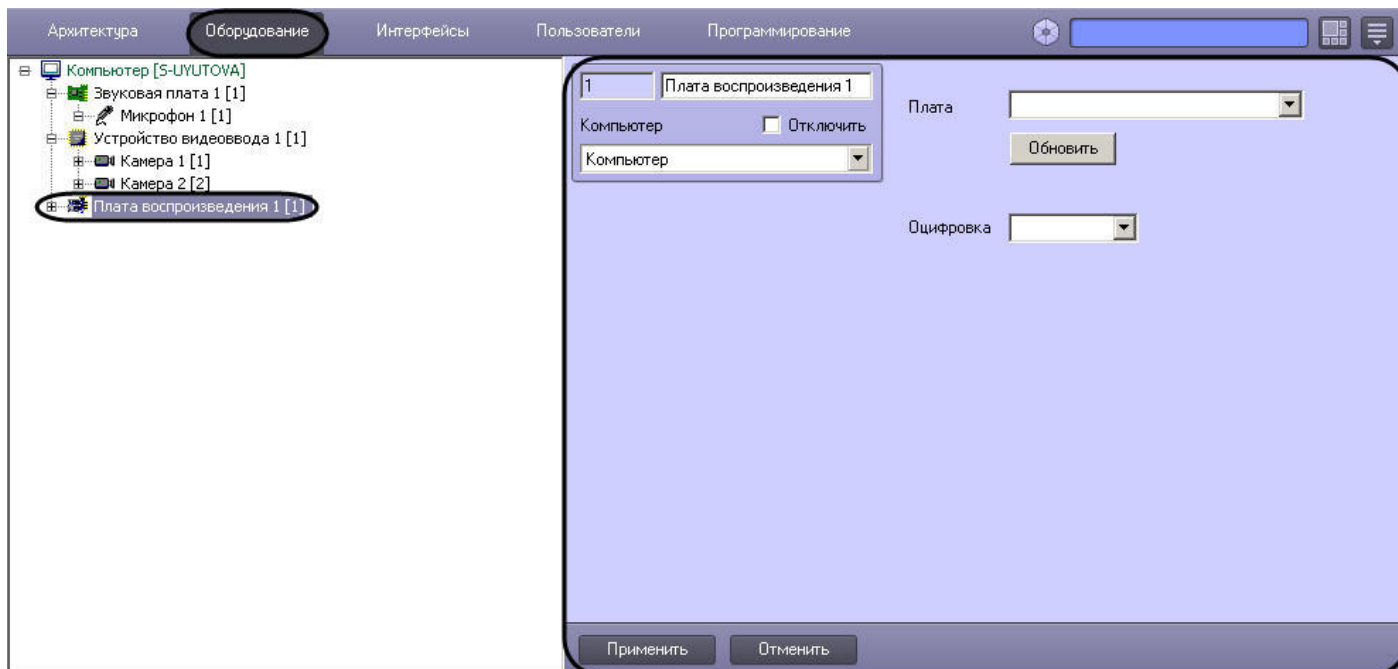 Архитектура Оборудование Интерфейсы Пользователи Программирование
Компьютер [S-UYUTOVA]
Звуковая плата 1 [1]
Микрофон 1 [1]
Устройство видеоввода 1 [1]
Камера 1 [1]
Камера 2 [2]
Плата воспроизведения 1 [1]
1 Плата воспроизведения 1
Компьютер Отключить
Компьютер
Плата
Обновить
Оцифровка
Применить Отменить